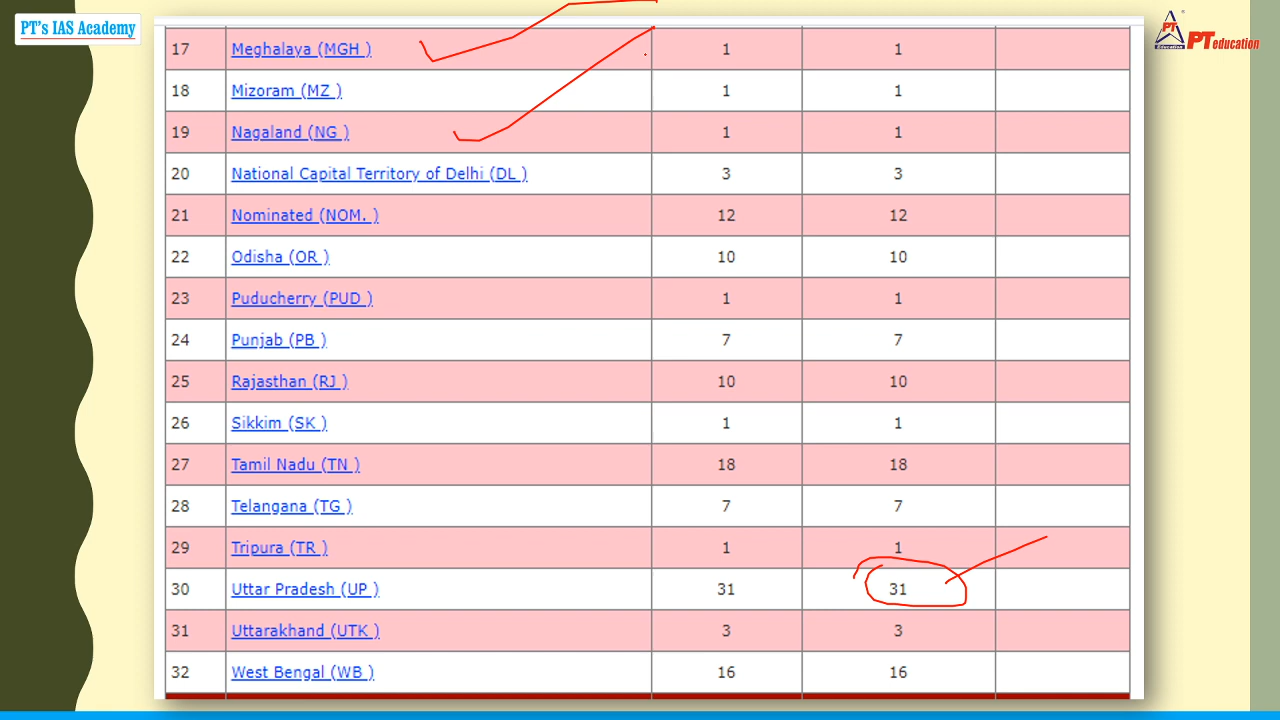 PT's IAS Academy
PT
Education
PT education
17 Meghalaya (MGH ) 1 1
18 Mizoram (MZ ) 1 1
19 Nagaland (NG ) 1 1
20 National Capital Territory of Delhi (DL ) 3 3
21 Nominated (NOM. ) 12 12
22 Odisha (OR ) 10 10
23 Puducherry (PUD ) 1 1
24 Punjab (PB ) 7 7
25 Rajasthan (RJ ) 10 10
26 Sikkim (SK ) 1 1
27 Tamil Nadu (TN ) 18 18
28 Telangana (TG ) 7 7
29 Tripura (TR ) 1 1
30 Uttar Pradesh (UP ) 31 31
31 Uttarakhand (UTK ) 3 3
32 West Bengal (WB ) 16 16